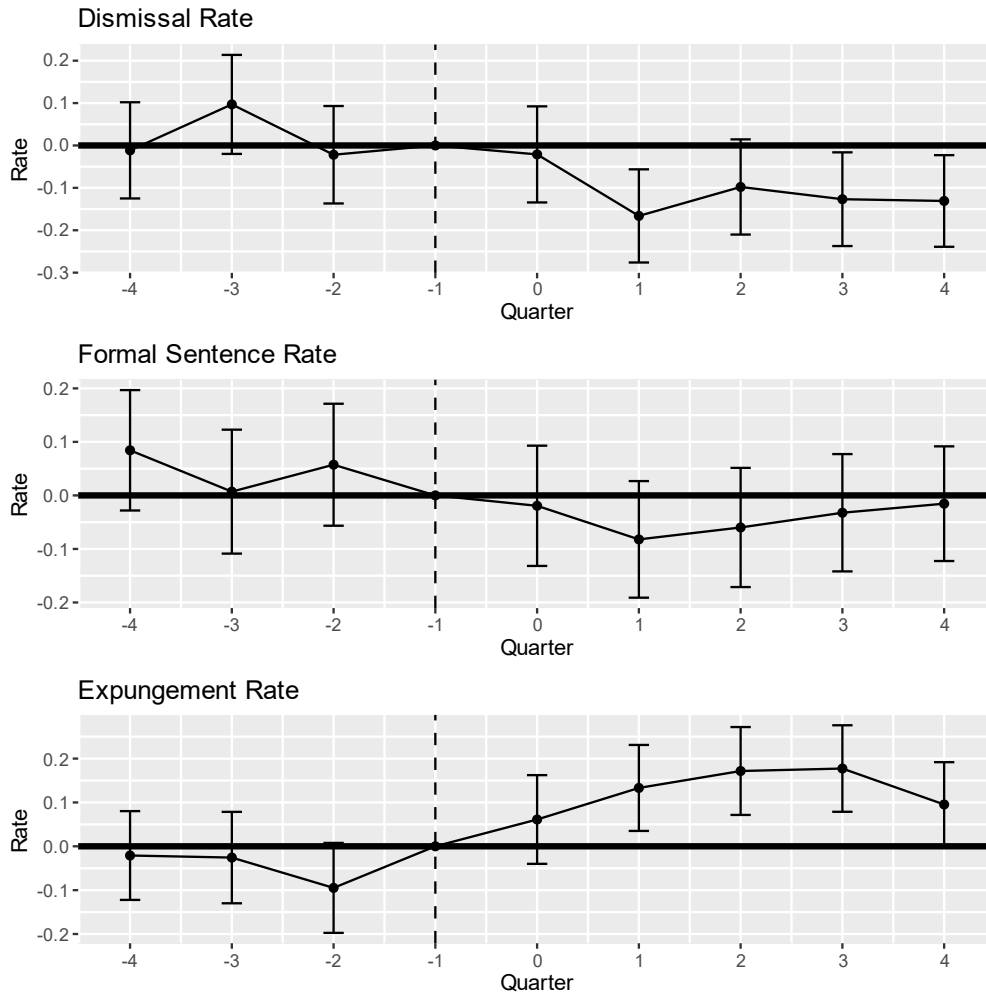 Dismissal Rate
0.2
0.1
0.0
-0.1
-0.2
-0.3
Rate
-4 -3 -2 -1 0 1 2 3 4
Quarter
Formal Sentence Rate
0.2
0.1
0.0
-0.1
-0.2
Rate
-4 -3 -2 -1 0 1 2 3 4
Quarter
Expungement Rate
0.2
0.1
0.0
-0.1
-0.2
Rate
-4 -3 -2 -1 0 1 2 3 4
Quarter